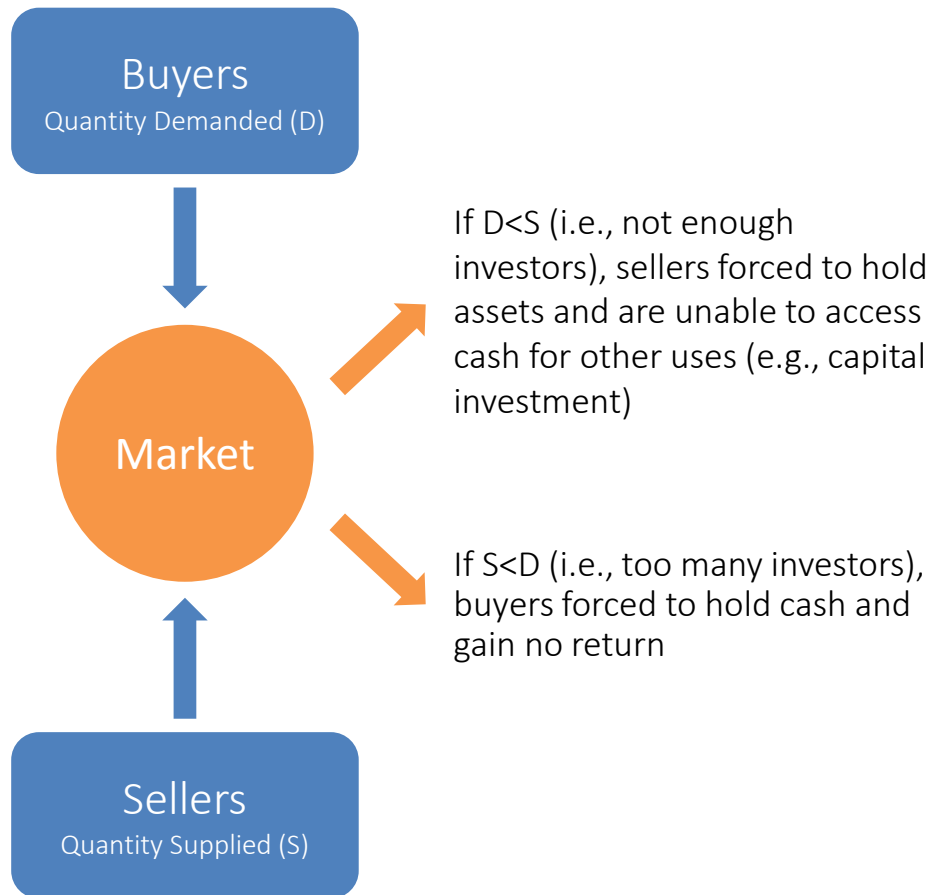 Buyers
Quantity Demanded (D)
If D<S (i.e., not enough
investors), sellers forced to hold
assets and are unable to access
cash for other uses (e.g., capital
investment)
Market
If S<D (i.e., too many investors),
buyers forced to hold cash and
gain no return
Sellers
Quantity Supplied (S)